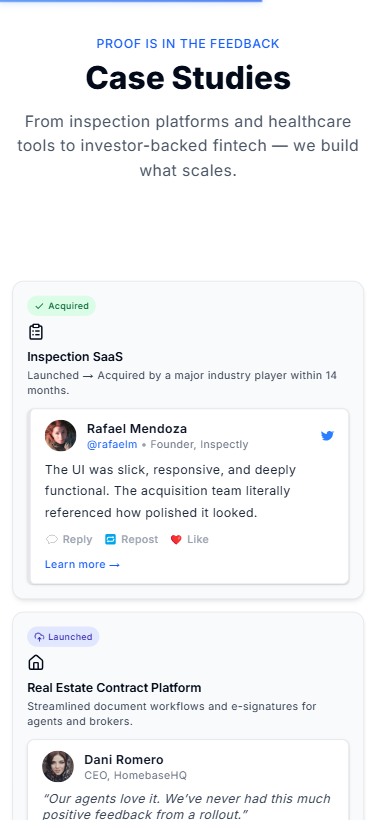 PROOF IS IN THE FEEDBACK
Case Studies
From inspection platforms and healthcare
tools to investor-backed fintech — we build
what scales.
Acquired
Inspection SaaS
Launched → Acquired by a major industry player within 14
months.
Rafael Mendoza
@rafaelm • Founder, Inspectly
The UI was slick, responsive, and deeply
functional. The acquisition team literally
referenced how polished it looked.
Reply Repost Like
Learn more →
Launched
Real Estate Contract Platform
Streamlined document workflows and e-signatures for
agents and brokers.
Dani Romero
CEO, HomebaseHQ
“Our agents love it. We’ve never had this much
positive feedback from a rollout.”